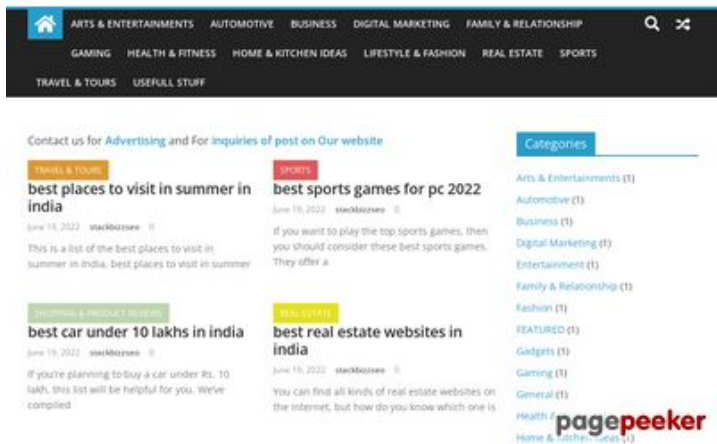 ARTS & ENTERTAINMENTS AUTOMOTIVE BUSINESS DIGITAL MARKETING FAMILY & RELATIONSHIP
GAMING HEALTH & FITNESS HOME & KITCHEN IDEAS LIFESTYLE & FASHION REAL ESTATE SPORTS
TRAVEL & TOURS USEFULL STUFF
Contact us for Advertising and For inquiries of post on Our website
TRAVEL & TOURS
best places to visit in summer in
india
June 19, 2022 stackbizzseo 0
This is a list of the best places to visit in
summer in India. best places to visit in summer
SPORTS
best sports games for pc 2022
June 19, 2022 stackbizzseo 0
If you want to play the top sports games, then
you should consider these best sports games.
They offer a
SHOPPING & PRODUCT REVIEWS
best car under 10 lakhs in india
June 19, 2022 stackbizzseo 0
If you're planning to buy a car under Rs. 10
lakh, this list will be helpful for you. We've
compiled
REAL ESTATE
best real estate websites in
india
June 19, 2022 stackbizzseo 0
You can find all kinds of real estate websites on
the internet, but how do you know which one is
Categories
Arts & Entertainments (1)
Automotive (1)
Business (1)
Digital Marketing (1)
Entertainment (1)
Family & Relationship (1)
Fashion (1)
FEATURED (1)
Gadgets (1)
Gaming (1)
General (1)
Health
Home & Kitchen Ideas (1)
pagepeeker